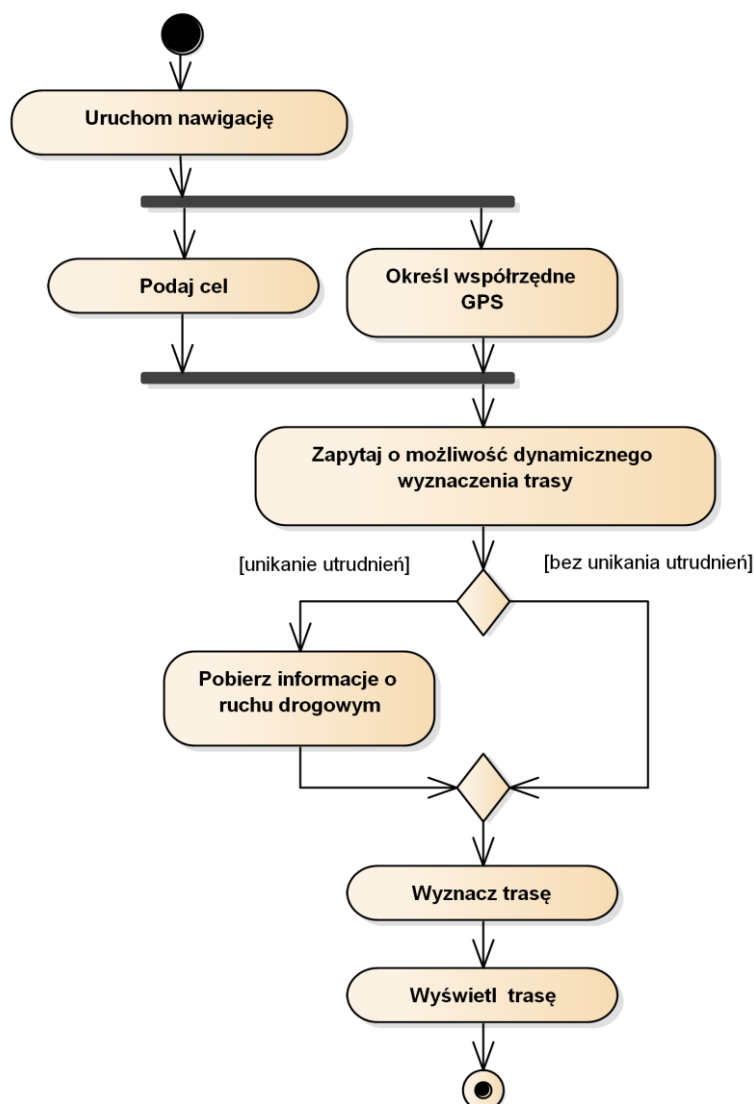 Uruchom nawigację
Podaj cel
Określ współrzędne
GPS
Zapytaj o możliwość dynamicznego
wyznaczenia trasy
[unikanie utrudnień]
[bez unikania utrudnień]
Pobierz informacje o
ruchu drogowym
Wyznacz trasę
Wyświetl trasę